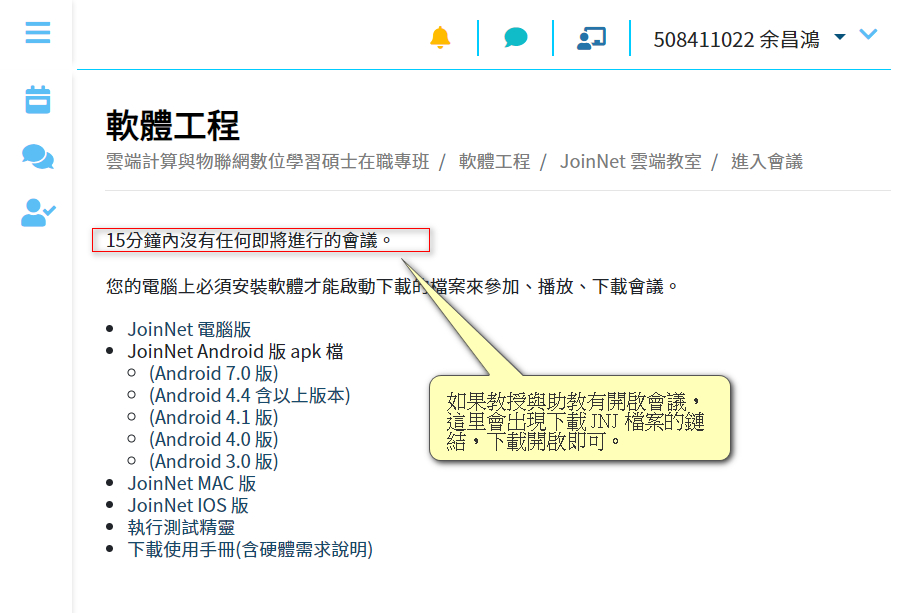 508411022 余昌鴻
軟體工程
雲端計算與物聯網數位學習碩士在職專班 / 軟體工程 / JoinNet 雲端教室 / 進入會議
15分鐘內沒有任何即將進行的會議。
您的電腦上必須安裝軟體才能啟動下載的檔案來參加、播放、下載會議。
JoinNet 電腦版
JoinNet Android 版 apk 檔
(Android 7.0 版)
(Android 4.4 含以上版本)
(Android 4.1 版)
(Android 4.0 版)
(Android 3.0 版)
JoinNet MAC 版
JoinNet IOS 版
執行測試精靈
下載使用手冊(含硬體需求說明)
如果教授與助教有開啟會議，
這里會出現下載 JNJ 檔案的鏈
結，下載開啟即可。